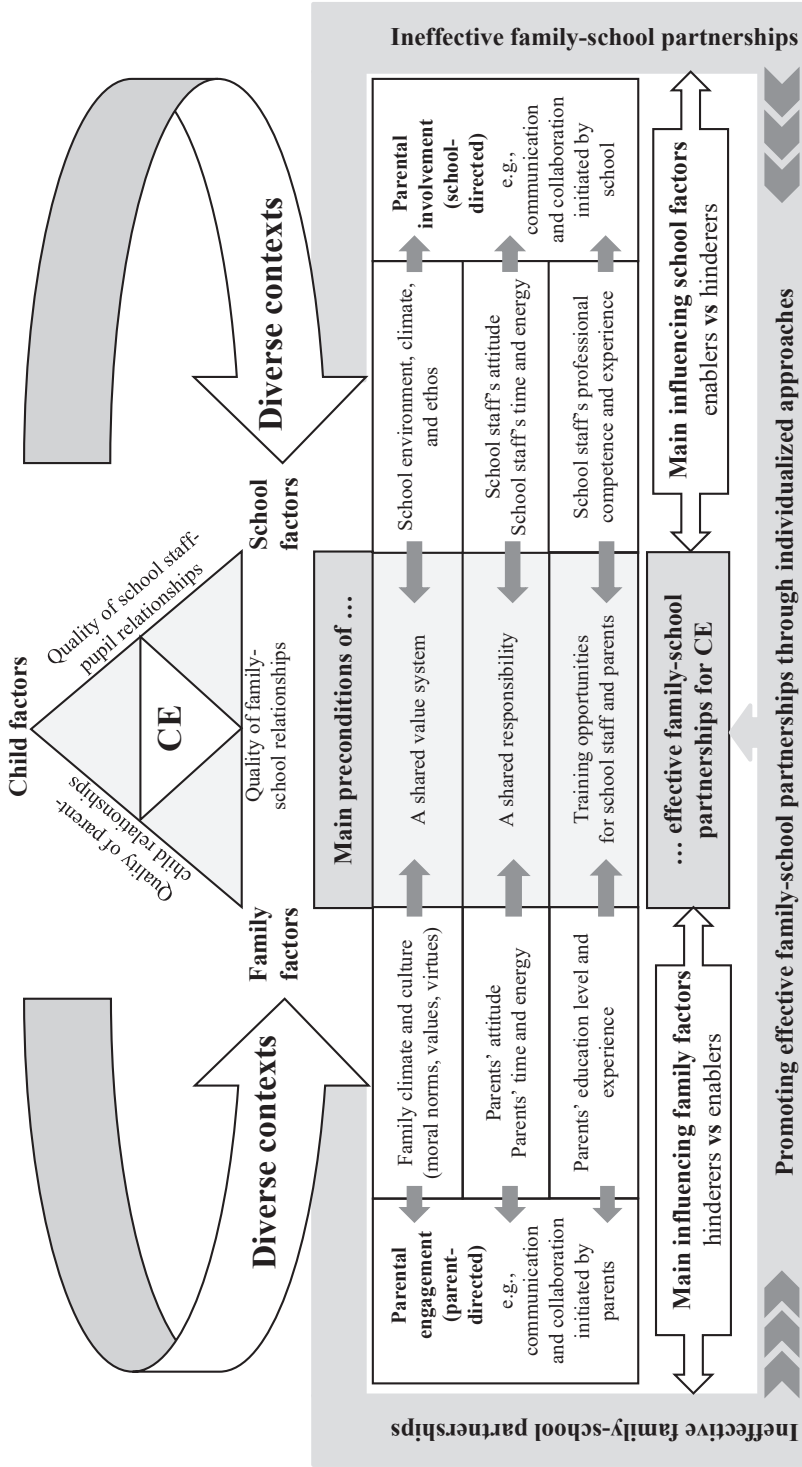 Child factors
Quality of parent-
child relationships
Quality of school staff-
pupil relationships
CE
Quality of family-
school relationships
Family
factors
School
factors
Diverse contexts
Diverse contexts
Ineffective family-school partnerships
Ineffective family-school partnerships
Main preconditions of …
Parental
engagement
(parent-
directed)
e.g.,
communication
and collaboration
initiated by
parents
Family climate and culture
(moral norms, values, virtues)
A shared value system
School environment, climate,
and ethos
Parents’ attitude
Parents’ time and energy
A shared responsibility
School staff’s attitude
School staff’s time and energy
Parents’ education level and
experience
Training opportunities
for school staff and parents
School staff’s professional
competence and experience
Parental
involvement
(school-
directed)
e.g.,
communication
and collaboration
initiated by
school
Main influencing family factors
hinderers vs enablers
… effective family-school
partnerships for CE
Main influencing school factors
enablers vs hinderers
Promoting effective family-school partnerships through individualized approaches